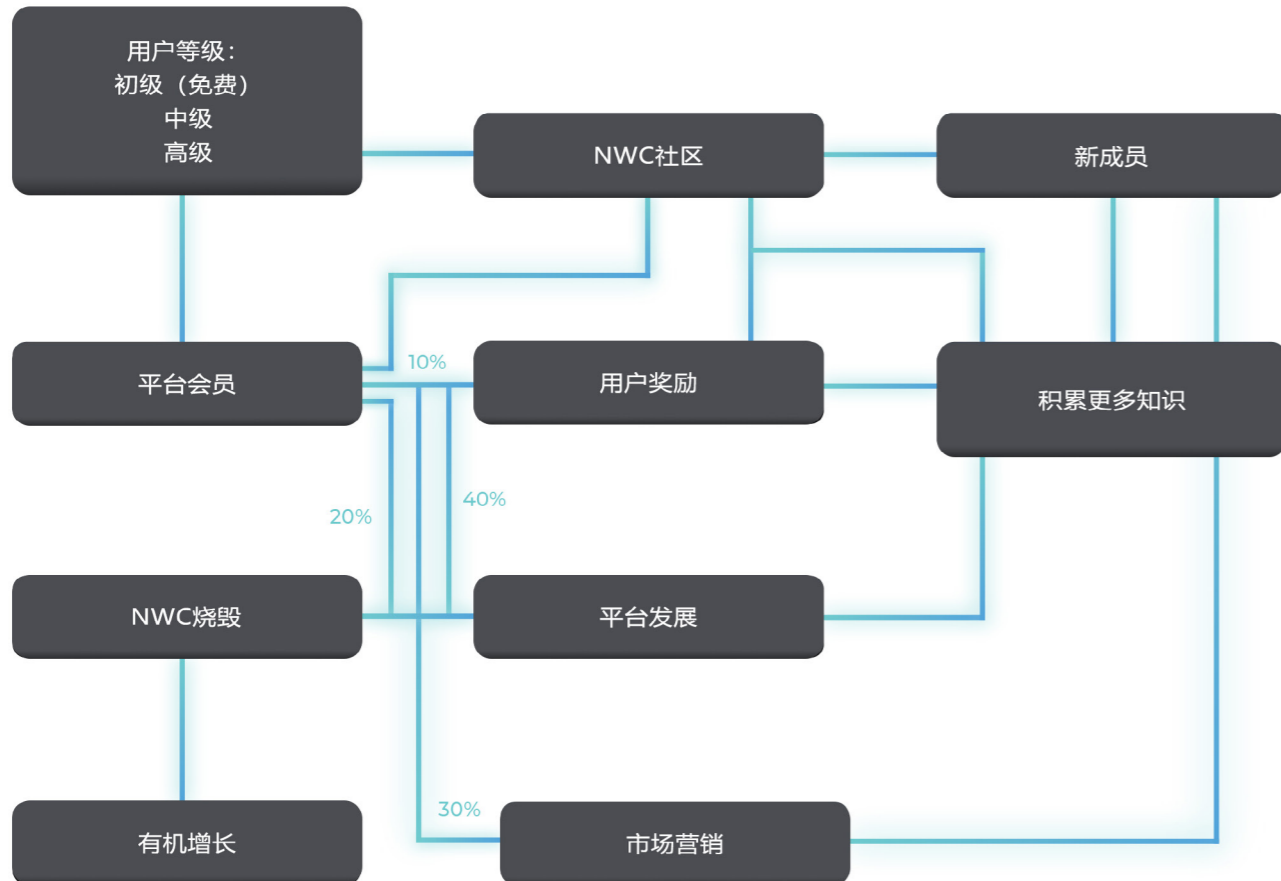 用户等级：
初级（免费）
中级
高级
NWC社区
新成员
平台会员
10%
用户奖励
积累更多知识
20%
40%
NWC烧毁
平台发展
有机增长
30%
市场营销